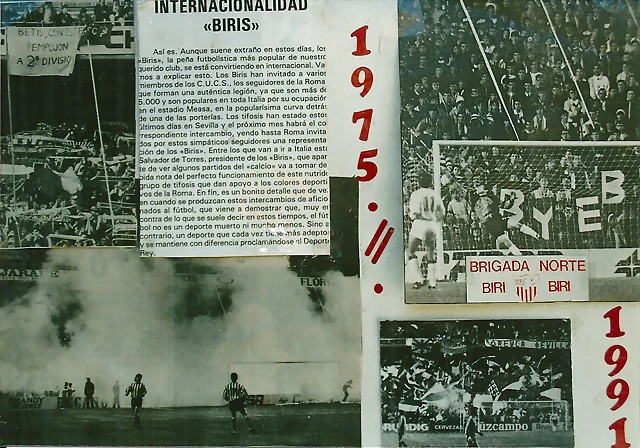 INTERNACIONALIDAD
«BIRIS»
Así es. Aunque suene extraño en estos días, los
«Biris», la peña futbolística más popular de nuestro
querido club, se está convirtiendo en internacional. Va
mos a explicar esto. Los Biris han invitado a varios
miembros de los C.U.C.S., los seguidores de la Roma
que forman una auténtica legión, ya que son más de
5.000 y son populares en toda Italia por su ocupación
en el estadio Measa, en la popularísima curva detrás
de una de las porterías. Los tifosis han estado estos
últimos días en Sevilla y el próximo mes habrá el co
rrespondiente intercambio, yendo hasta Roma invita
dos por estos simpáticos seguidores una representa
ción de los «Biris». Entre los que van a ir a Italia está
Salvador de Torres, presidente de los «Biris», que apar
te de ver algunos partidos del «calcio» va a tomar de
bida nota del perfecto funcionamiento de este nutrido
grupo de tifosis que dan apoyo a los colores deporti
vos de la Roma. En fin, es un bonito detalle que de vez
en cuando se produzcan estos intercambios de aficio
nados al fútbol, que viene a demostrar que, muy en
contra de lo que se suele decir en estos tiempos, el fút
bol no es un deporte muerto ni mucho menos. Sino al
contrario, un deporte que cada vez tiene más adeptos
y se mantiene con diferencia proclamándose el Deporte
Rey.
BETIS, CON ESTE
EMPUJON
A 2ª DIVISIO
1975.//.
BRIGADA NORTE
BIRI BIRI
FLOR
GRUNDIG CERVEZAS
uzcampo
1991